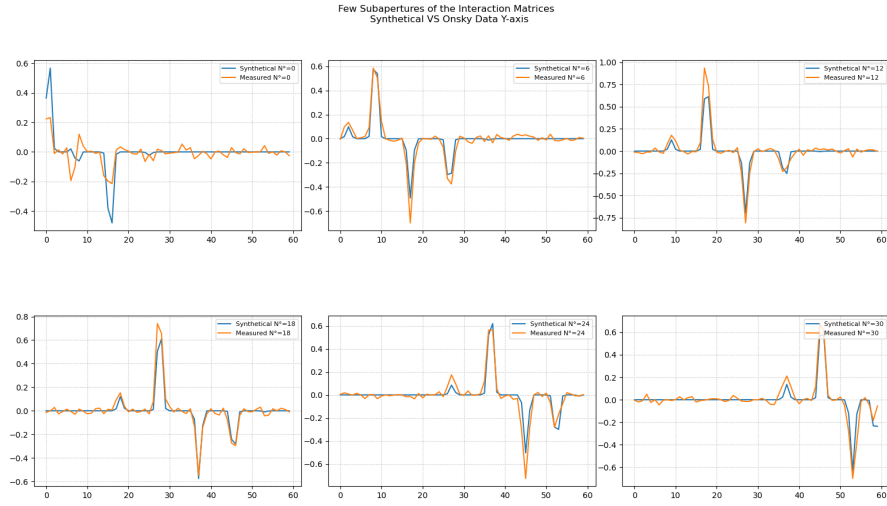 Few Subapertures of the Interaction Matrices
Synthetical VS Onsky Data Y-axis
Synthetical N°=0
Measured N°=0
0.6
0.4
0.2
0.0
−0.2
−0.4
0 10 20 30 40 50 60
Synthetical N°=6
Measured N°=6
0.6
0.4
0.2
0.0
−0.2
−0.4
−0.6
0 10 20 30 40 50 60
Synthetical N°=12
Measured N°=12
1.00
0.75
0.50
0.25
0.00
−0.25
−0.50
−0.75
0 10 20 30 40 50 60
Synthetical N°=18
Measured N°=18
0.8
0.6
0.4
0.2
0.0
−0.2
−0.4
−0.6
0 10 20 30 40 50 60
Synthetical N°=24
Measured N°=24
0.6
0.4
0.2
0.0
−0.2
−0.4
−0.6
0 10 20 30 40 50 60
Synthetical N°=30
Measured N°=30
0.6
0.4
0.2
0.0
−0.2
−0.4
−0.6
0 10 20 30 40 50 60